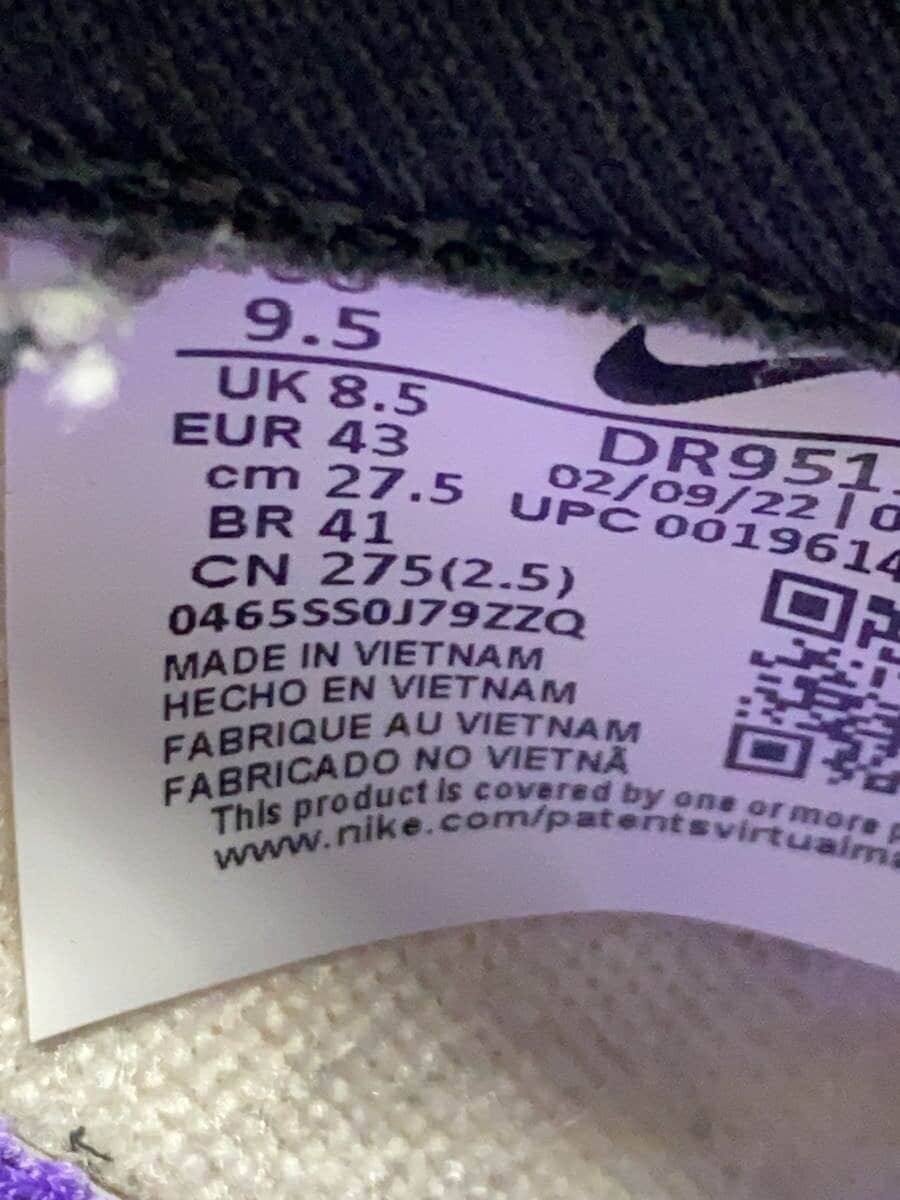 9.5
UK 8.5
EUR 43
cm 27.5
BR 41
CN 275(2.5)
0465SS0J79ZZQ
MADE IN VIETNAM
HECHO EN VIETNAM
FABRIQUE AU VIETNAM
FABRICADO NO VIETNÃ
This product is covered by one or more
www.nike.com/patentsvirtualma
DR951
02/09/22 |
UPC 0019614